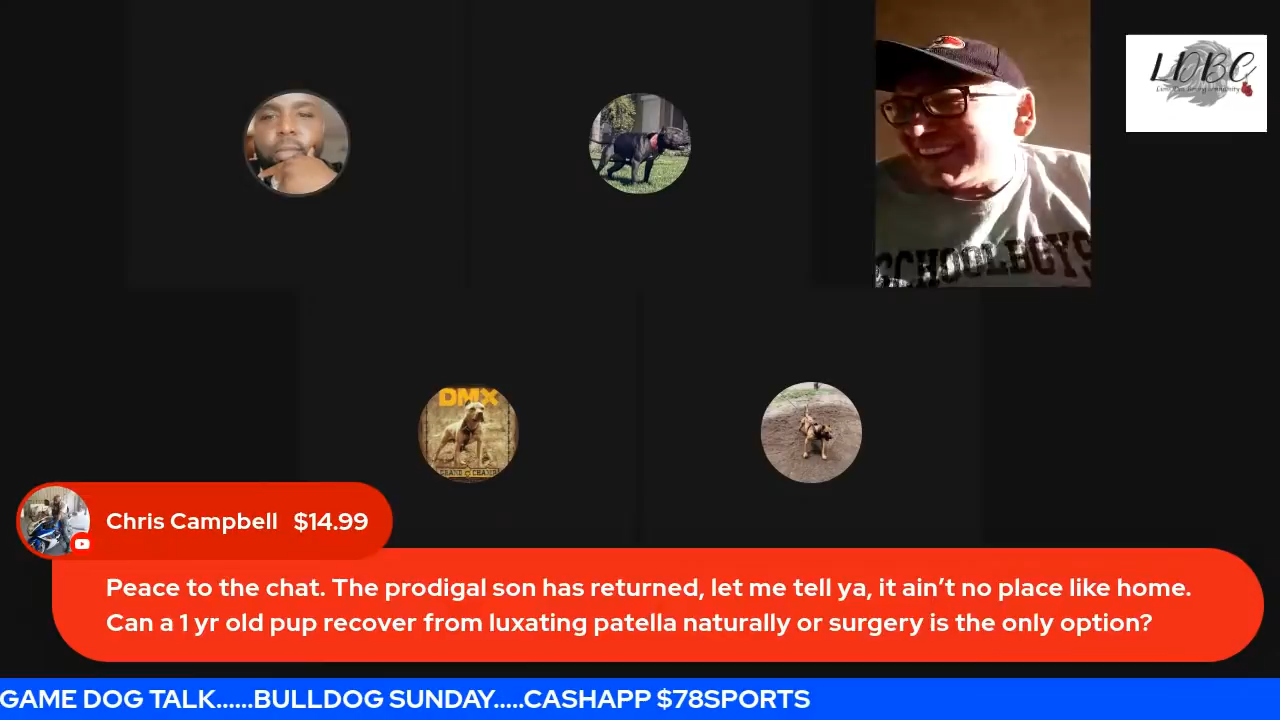 LDBC
SCHOOLBOYS
DMX
GRAND CHAMP
Chris Campbell $14.99
Peace to the chat. The prodigal son has returned, let me tell ya, it ain't no place like home.
Can a 1 yr old pup recover from luxating patella naturally or surgery is the only option?
GAME DOG TALK......BULLDOG SUNDAY.....CASHAPP $78SPORTS